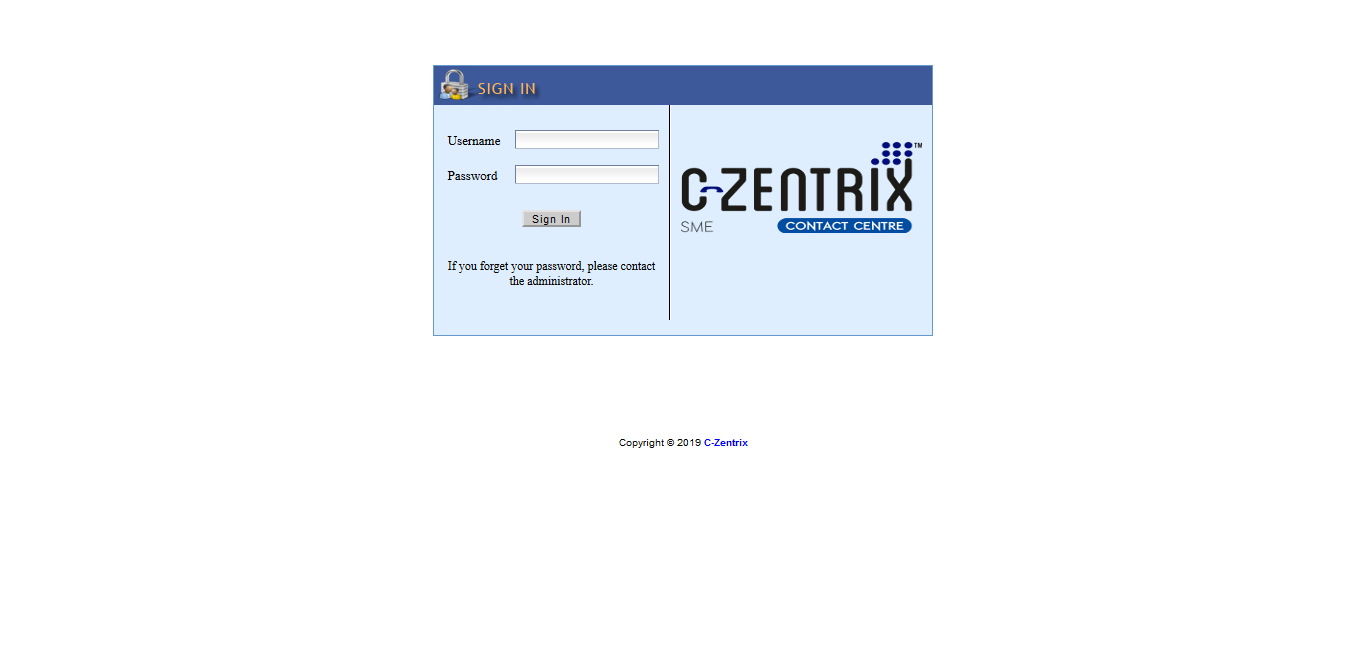 SIGN IN
Username
Password
Sign In
If you forget your password, please contact
the administrator.
C-ZENTRIX™
SME
CONTACT CENTRE
Copyright © 2019 C-Zentrix